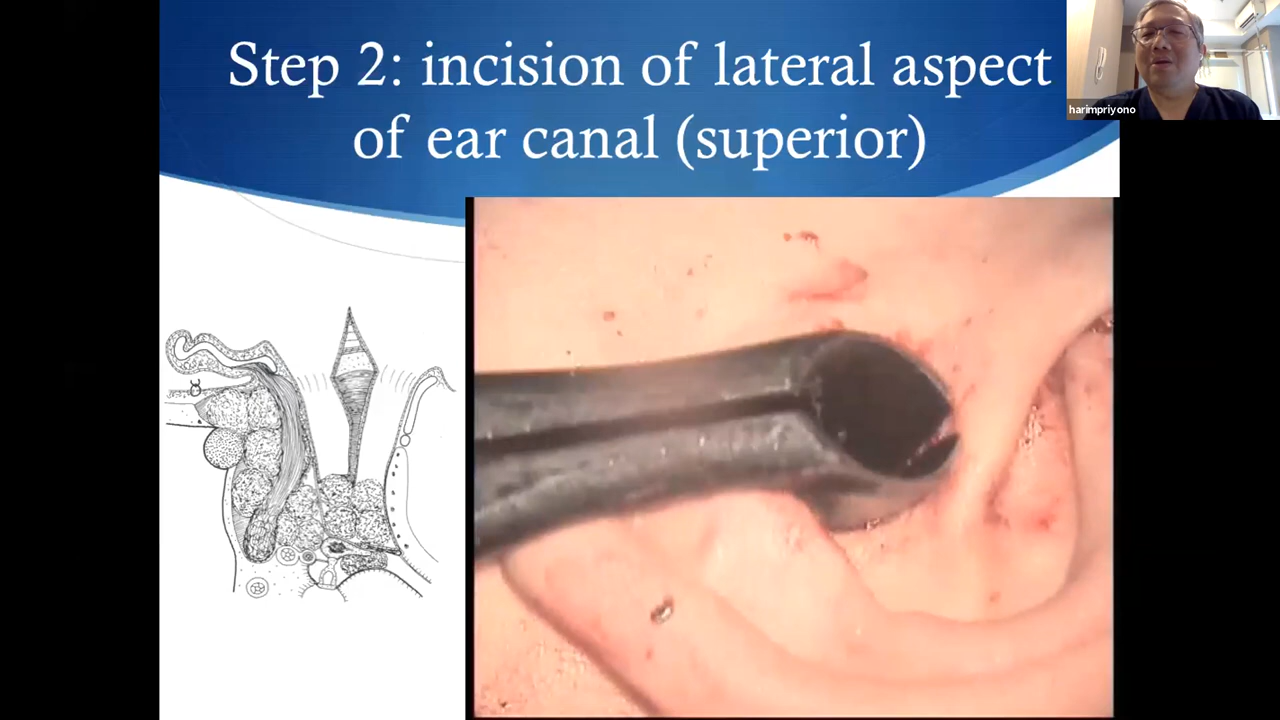 Step 2: incision of lateral aspect
of ear canal (superior)
harimpriyono